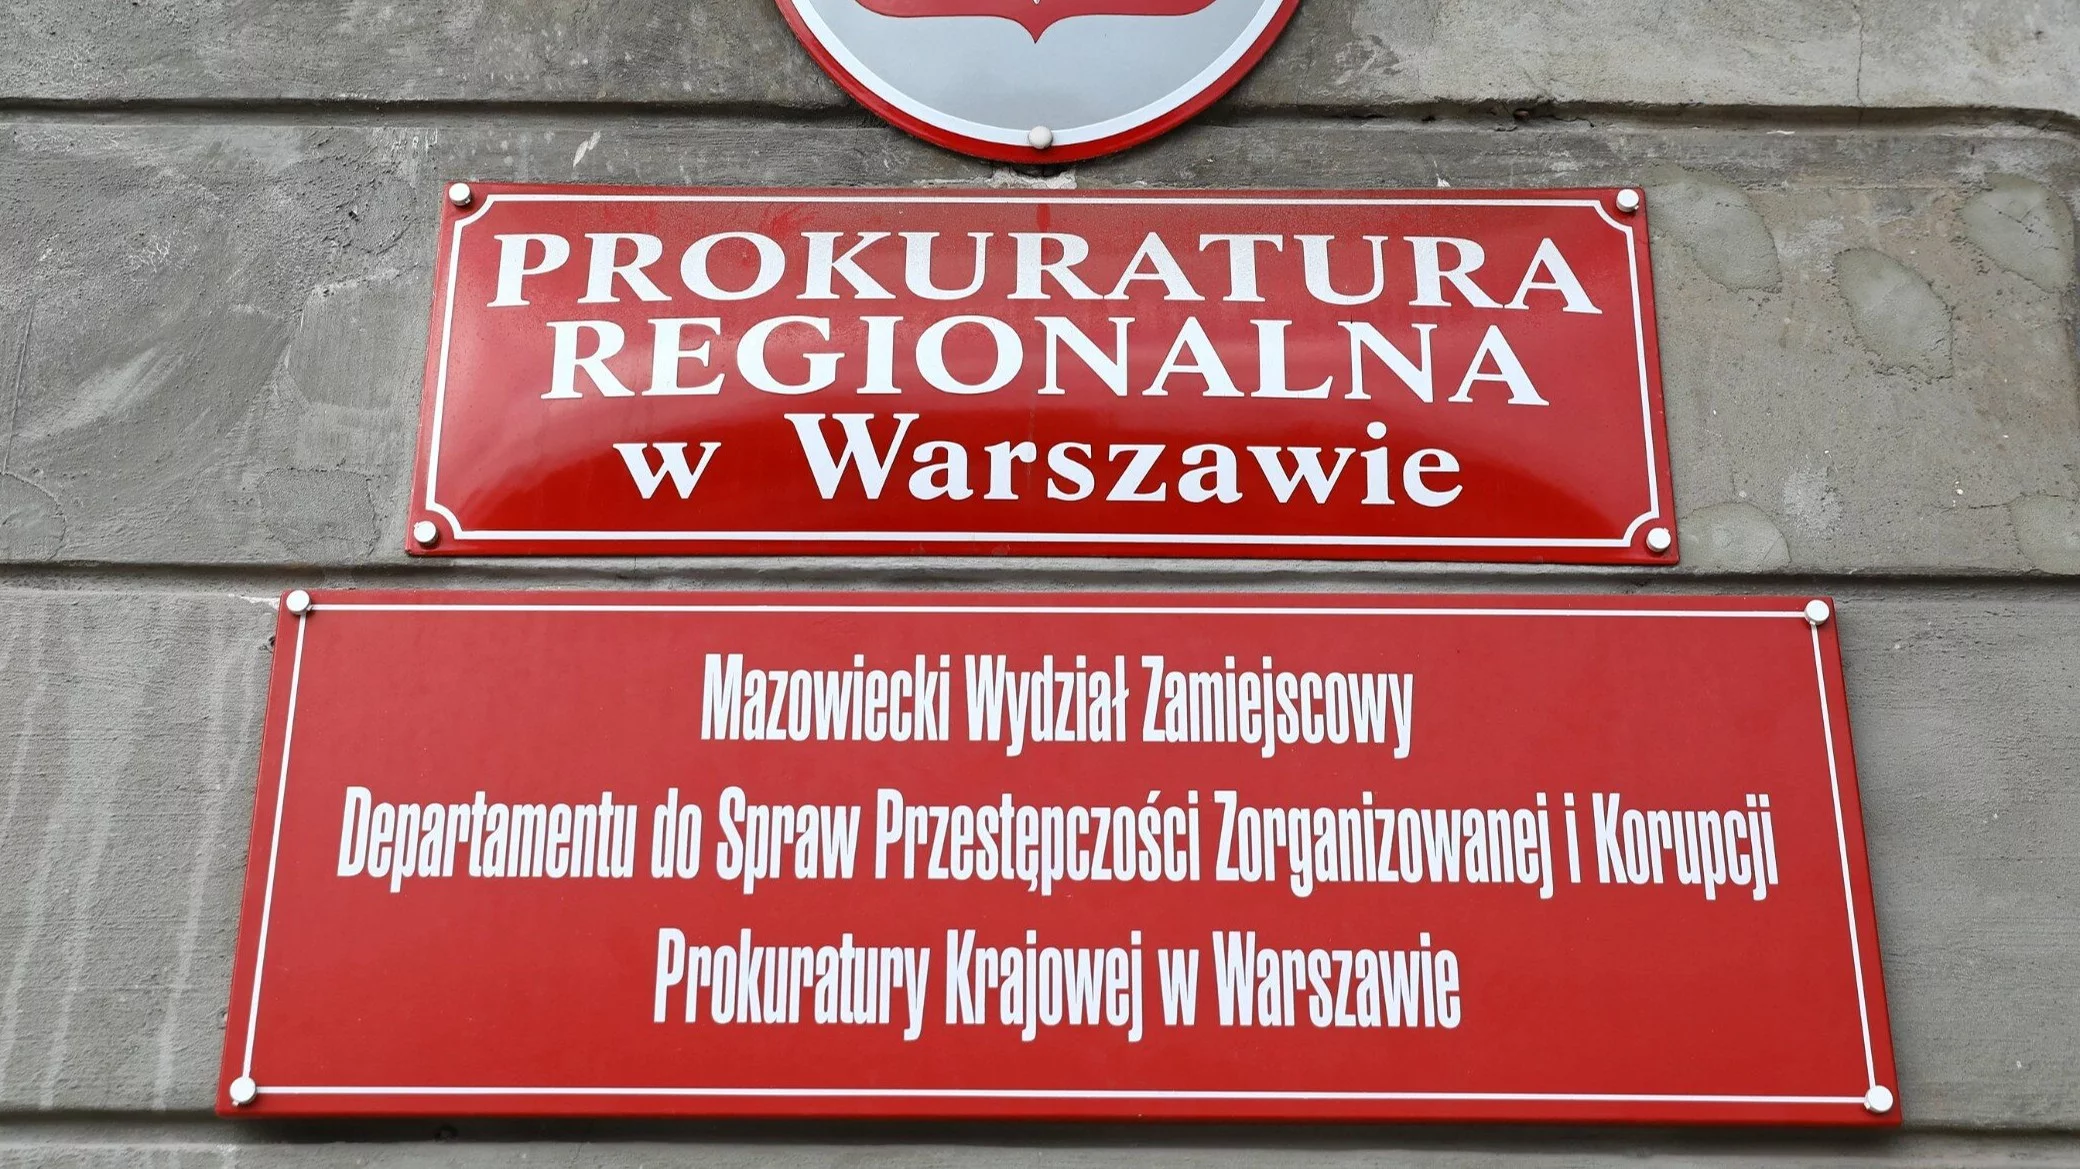 PROKURATURA
REGIONALNA
w Warszawie
Mazowiecki Wydział Zamiejscowy
Departamentu do Spraw Przestępczości Zorganizowanej i Korupcji
Prokuratury Krajowej w Warszawie